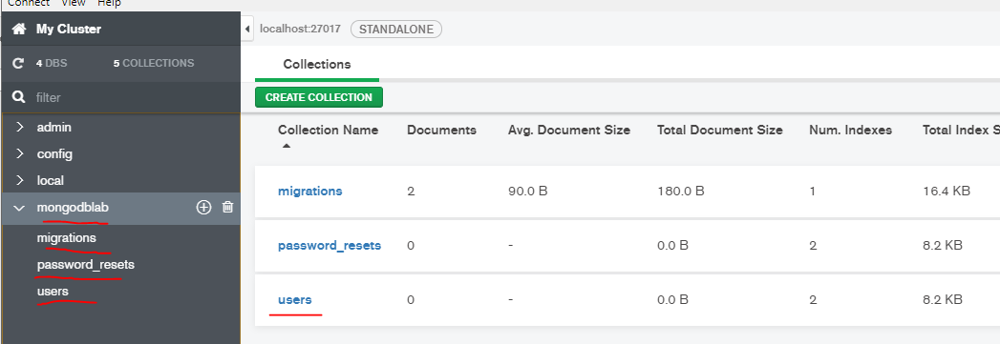 Connect View Help
My Cluster
localhost:27017 STANDALONE
4 DBS 5 COLLECTIONS
Collections
filter
CREATE COLLECTION
admin
config
local
mongodblab
migrations
password_resets
users
Collection Name Documents Avg. Document Size Total Document Size Num. Indexes Total Index S
migrations 2 90.0 B 180.0 B 1 16.4 KB
password_resets 0 - 0.0 B 2 8.2 KB
users 0 - 0.0 B 2 8.2 KB